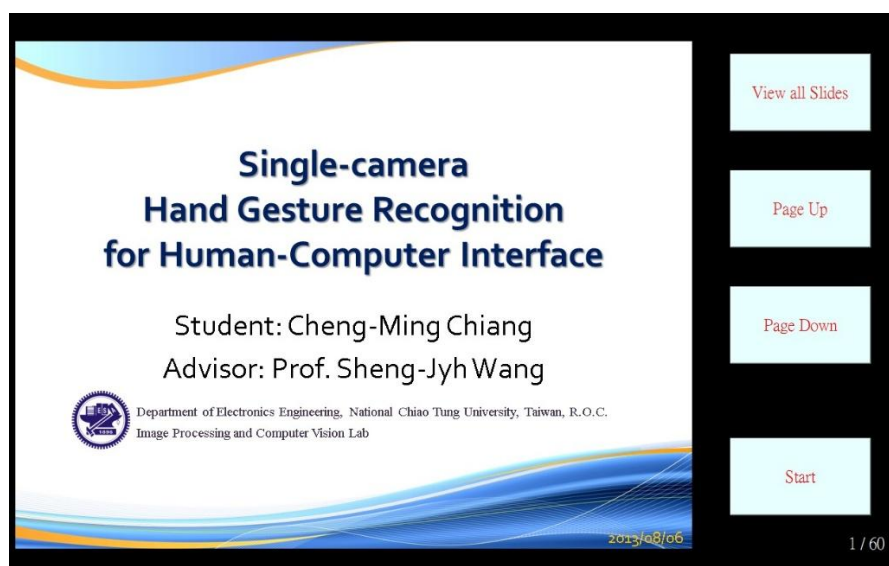 Single-camera
Hand Gesture Recognition
for Human-Computer Interface
Student: Cheng-Ming Chiang
Advisor: Prof. Sheng-Jyh Wang
Department of Electronics Engineering, National Chiao Tung University, Taiwan, R.O.C.
Image Processing and Computer Vision Lab
2013/08/06
View all Slides
Page Up
Page Down
Start
1 / 60